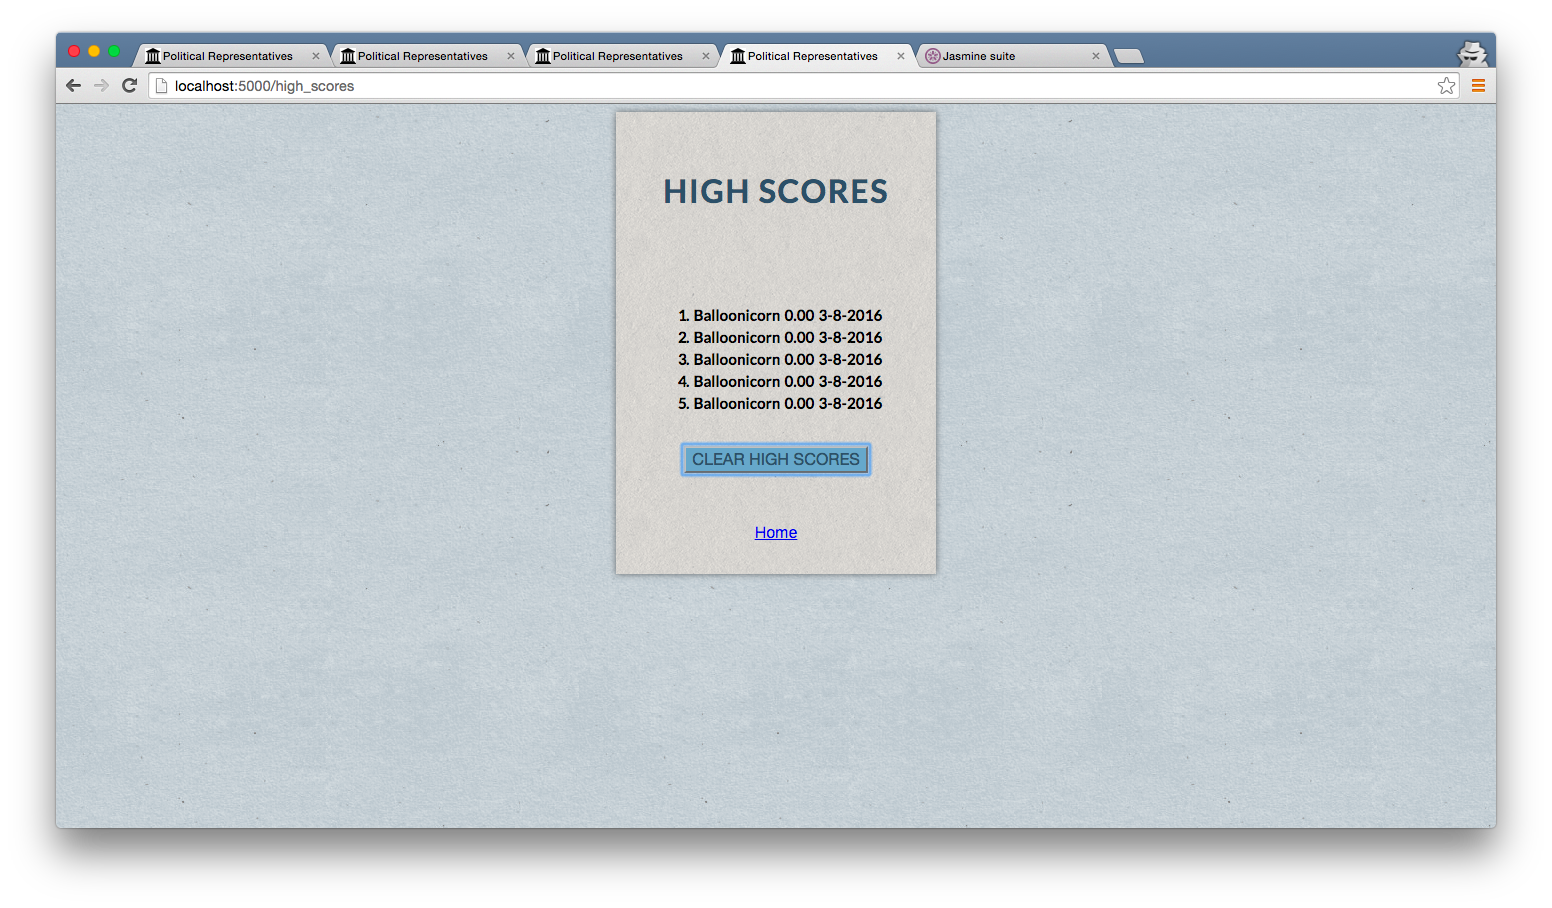 Political Representatives
Political Representatives
Political Representatives
Political Representatives
Jasmine suite
localhost:5000/high_scores
HIGH SCORES
1. Balloonicorn 0.00 3-8-2016
2. Balloonicorn 0.00 3-8-2016
3. Balloonicorn 0.00 3-8-2016
4. Balloonicorn 0.00 3-8-2016
5. Balloonicorn 0.00 3-8-2016
CLEAR HIGH SCORES
Home